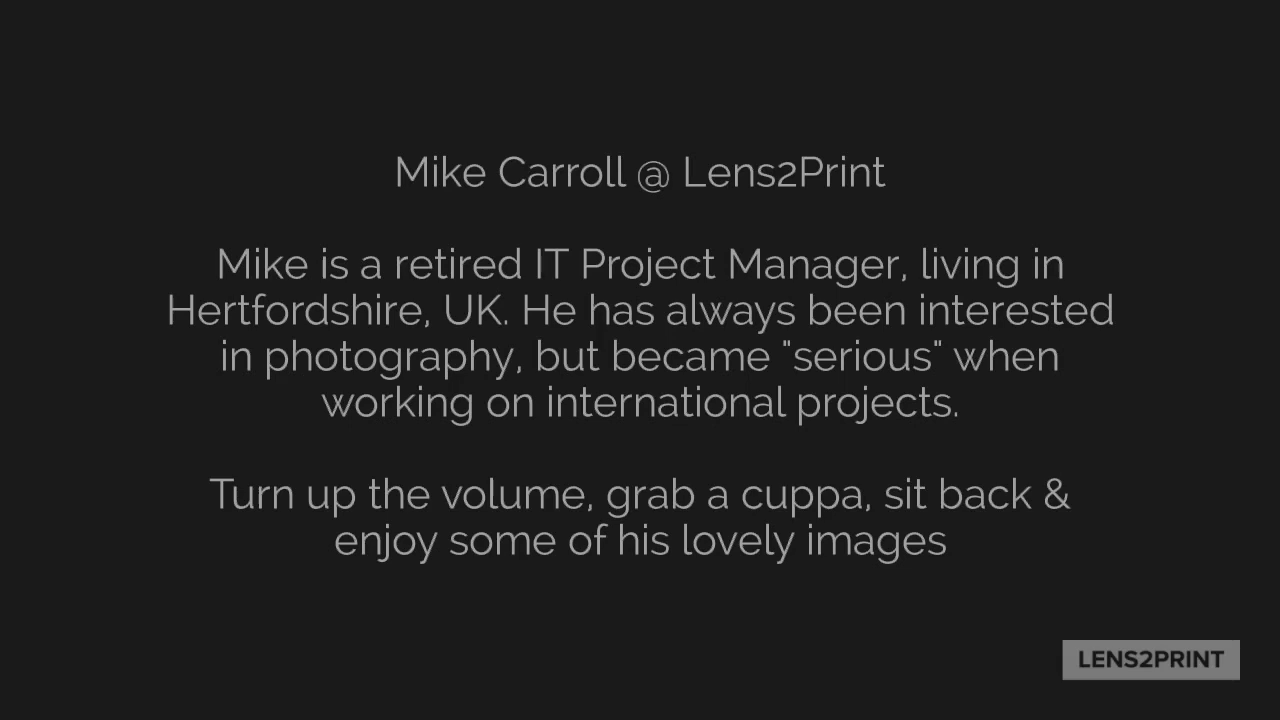 Mike Carroll @ Lens2Print
Mike is a retired IT Project Manager, living in
Hertfordshire, UK. He has always been interested
in photography, but became "serious" when
working on international projects.
Turn up the volume, grab a cuppa, sit back &
enjoy some of his lovely images
LENS2PRINT